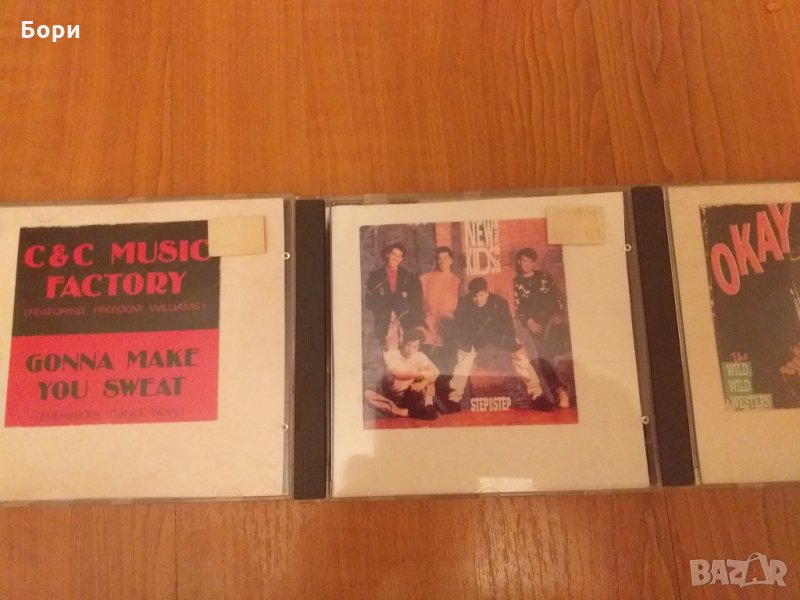 Бори
C&C MUSIC
FACTORY
(FEATURING FREEDOM WILLIAMS)
GONNA MAKE
YOU SWEAT
(EVERYBODY DANCE NOW)
NEW
KIDS
STEP BY STEP
OKAY
The
WILD
WILD
WESTERN
BAZAR